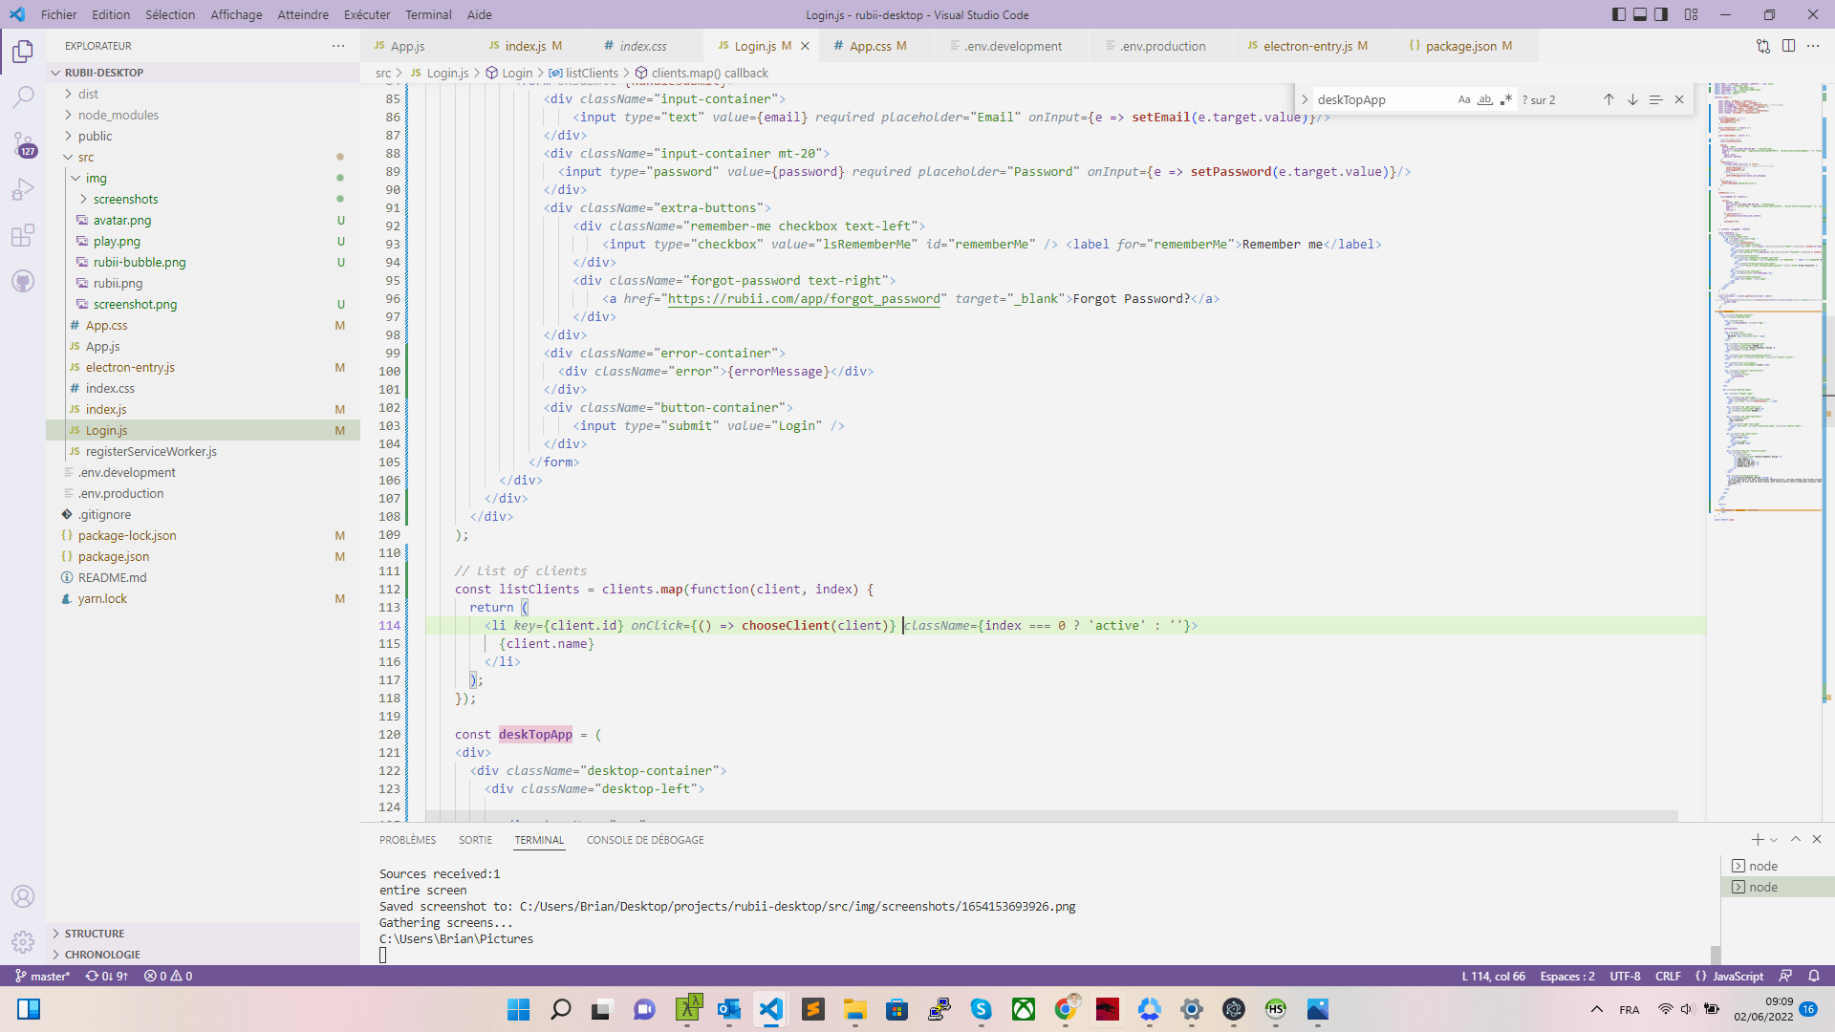 Fichier Edition Sélection Affichage Atteindre Exécuter Terminal Aide
Login.js - rubii-desktop - Visual Studio Code
EXPLORATEUR
RUBII-DESKTOP
dist
node_modules
public
src
img
screenshots
avatar.png U
play.png U
rubii-bubble.png U
rubii.png
screenshot.png U
# App.css M
JS App.js
JS electron-entry.js M
# index.css
JS index.js M
JS Login.js M
JS registerServiceWorker.js
.env.development
.env.production
.gitignore
{} package-lock.json M
{} package.json M
README.md
yarn.lock M
STRUCTURE
CHRONOLOGIE
127
JS App.js
JS index.js M
# index.css
JS Login.js M
# App.css M
.env.development
.env.production
JS electron-entry.js M
{} package.json M
src > JS Login.js > Login > listClients > clients.map() callback
deskTopApp Aa ab ? sur 2
85 <div className="input-container">
86 <input type="text" value={email} required placeholder="Email" onInput={e => setEmail(e.target.value)}/>
87 </div>
88 <div className="input-container mt-20">
89 <input type="password" value={password} required placeholder="Password" onInput={e => setPassword(e.target.value)}/>
90 </div>
91 <div className="extra-buttons">
92 <div className="remember-me checkbox text-left">
93 <input type="checkbox" value="lsRememberMe" id="rememberMe" /> <label for="rememberMe">Remember me</label>
94 </div>
95 <div className="forgot-password text-right">
96 <a href="https://rubii.com/app/forgot_password" target="_blank">Forgot Password?</a>
97 </div>
98 </div>
99 <div className="error-container">
100 <div className="error">{errorMessage}</div>
101 </div>
102 <div className="button-container">
103 <input type="submit" value="Login" />
104 </div>
105 </form>
106 </div>
107 </div>
108 </div>
109 );
110
111 // List of clients
112 const listClients = clients.map(function(client, index) {
113 return (
114 <li key={client.id} onClick={() => chooseClient(client)} className={index === 0 ? 'active' : ''}>
115 {client.name}
116 </li>
117 );
118 });
119
120 const deskTopApp = (
121 <div>
122 <div className="desktop-container">
123 <div className="desktop-left">
124
PROBLÈMES SORTIE TERMINAL CONSOLE DE DÉBOGAGE
Sources received:1
entire screen
Saved screenshot to: C:/Users/Brian/Desktop/projects/rubii-desktop/src/img/screenshots/1654153693926.png
Gathering screens...
C:\Users\Brian\Pictures
node
node
master* 0↓ 9↑ 0 0
L 114, col 66 Espaces : 2 UTF-8 CRLF {} JavaScript
HS
FRA
09:09
02/06/2022
16